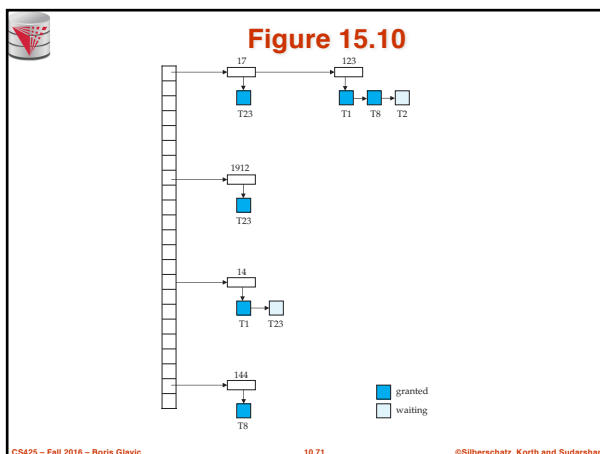 Figure 15.10
17 123
T23 T1 T8 T2
1912
T23
14
T1 T23
144
granted
T8 waiting
CS425 – Fall 2016 – Boris Glavic 10.71 ©Silberschatz, Korth and Sudarshan